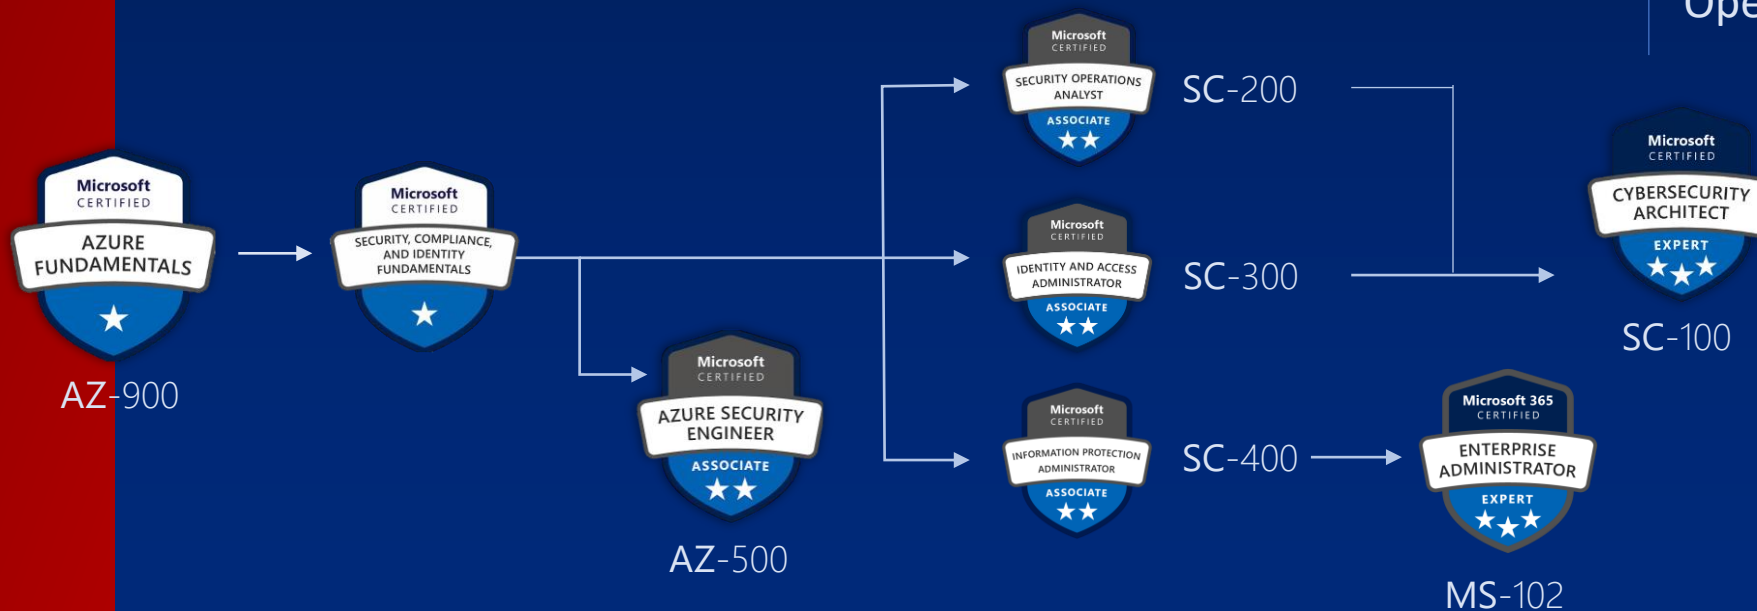 Ope
Microsoft
CERTIFIED
AZURE
FUNDAMENTALS
AZ-900
Microsoft
CERTIFIED
SECURITY, COMPLIANCE,
AND IDENTITY
FUNDAMENTALS
Microsoft
CERTIFIED
AZURE SECURITY
ENGINEER
ASSOCIATE
AZ-500
Microsoft
CERTIFIED
SECURITY OPERATIONS
ANALYST
ASSOCIATE
SC-200
Microsoft
CERTIFIED
IDENTITY AND ACCESS
ADMINISTRATOR
ASSOCIATE
SC-300
Microsoft
CERTIFIED
INFORMATION PROTECTION
ADMINISTRATOR
ASSOCIATE
SC-400
Microsoft
CERTIFIED
CYBERSECURITY
ARCHITECT
EXPERT
SC-100
Microsoft 365
CERTIFIED
ENTERPRISE
ADMINISTRATOR
EXPERT
MS-102